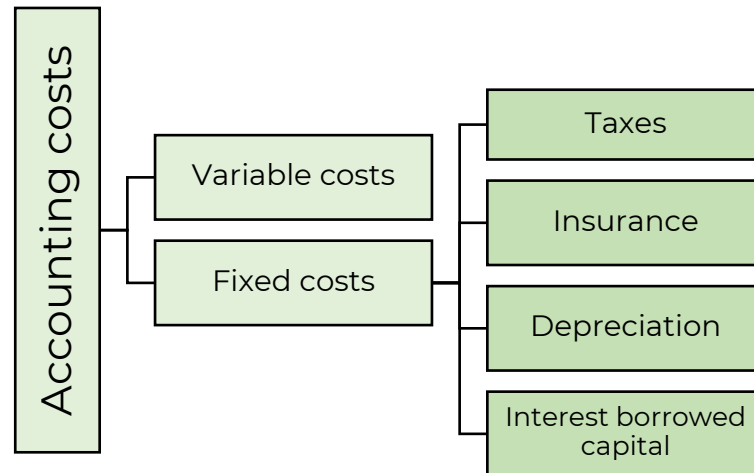 Accounting costs
Variable costs
Fixed costs
Taxes
Insurance
Depreciation
Interest borrowed
capital